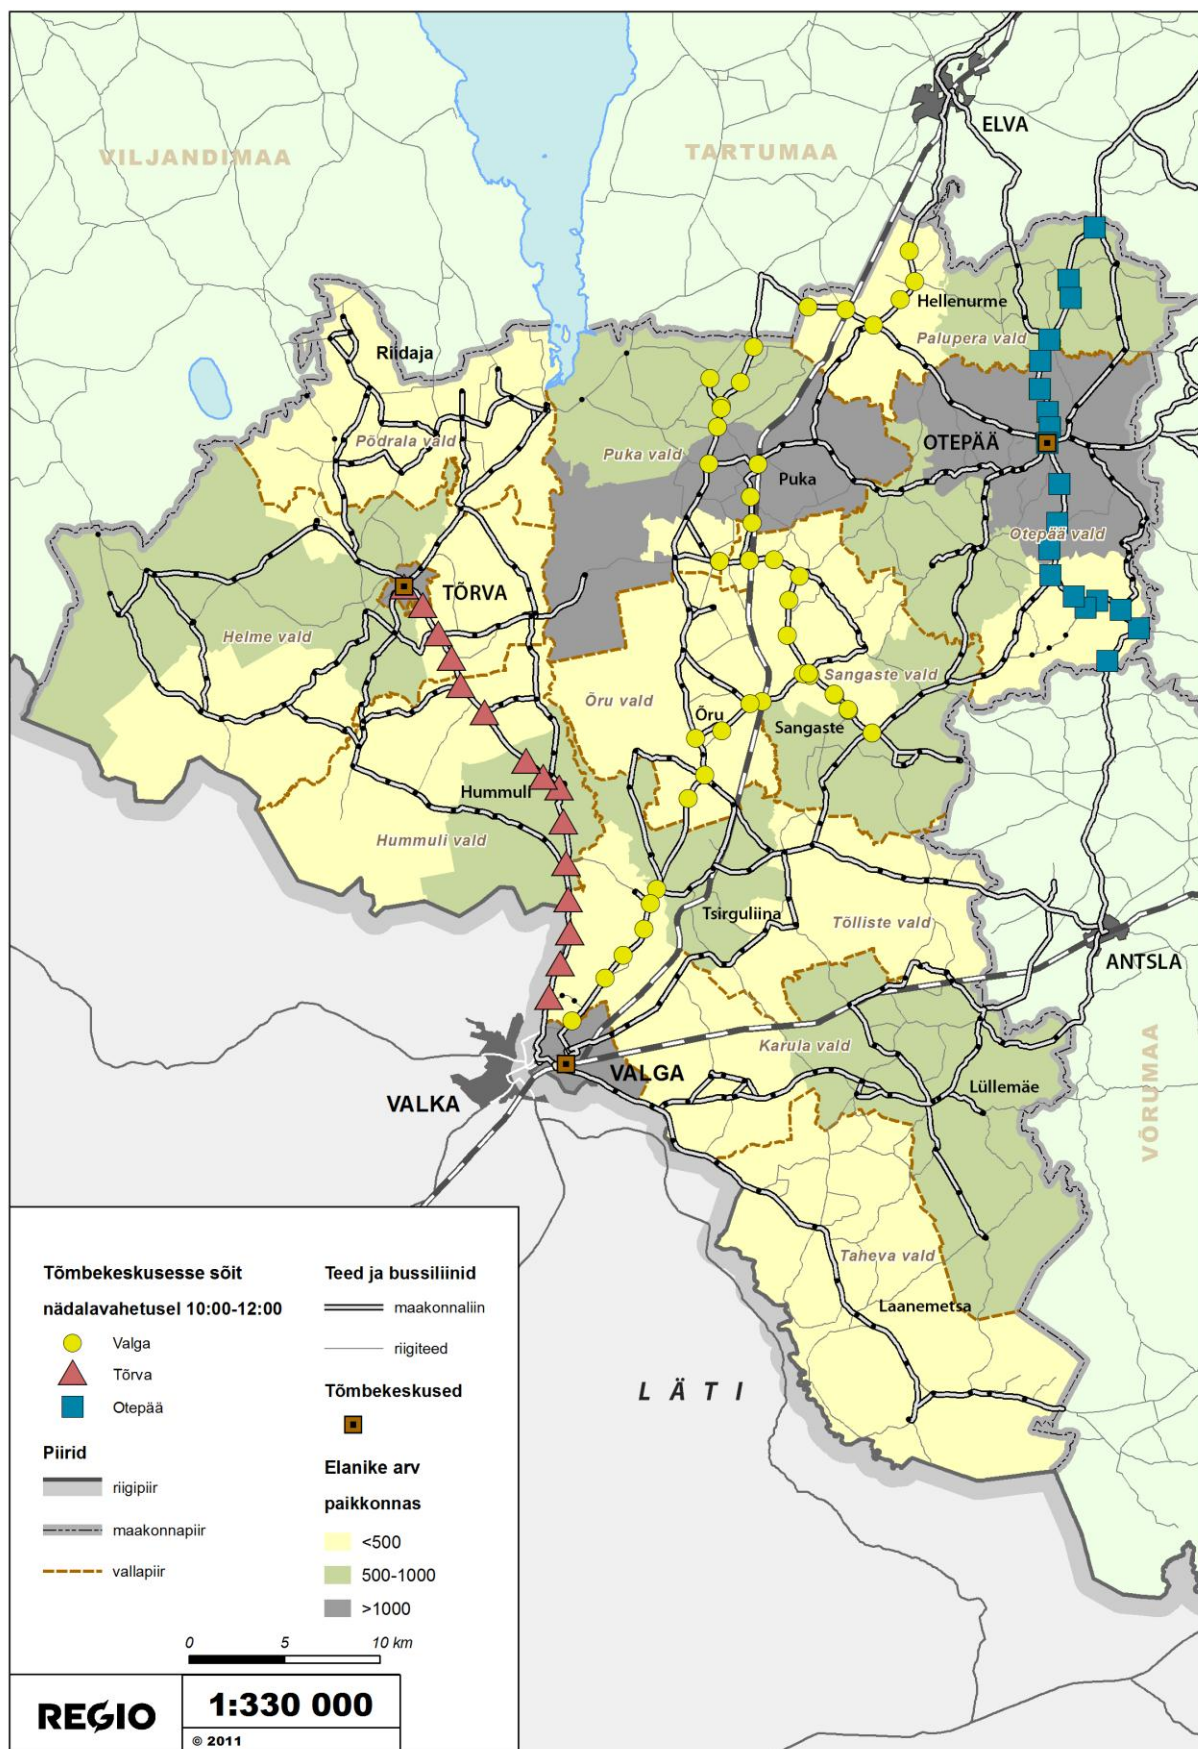 ELVA
VILJANDIMAA
TARTUMAA
Hellenurme
Palupera vald
Riidaja
Põdrala vald
Puka vald
OTEPÄÄ
Puka
Otepää vald
TÕRVA
Helme vald
Õru vald
Sangaste vald
Õru
Sangaste
Hummuli
Hummuli vald
Tsirguliina
Tõlliste vald
ANTSLA
Karula vald
VALGA
VALKA
Lüllemäe
VÕRUMAA
Taheva vald
Laanemetsa
LÄTI
Tõmbekeskusesse sõit
nädalavahetusel 10:00-12:00
Valga
Tõrva
Otepää
Piirid
riigipiir
maakonnapiir
vallapiir
Teed ja bussiliinid
maakonnaliin
riigiteed
Tõmbekeskused
Elanike arv
paikkonnas
<500
500-1000
>1000
0 5 10 km
REGIO
1:330 000
© 2011